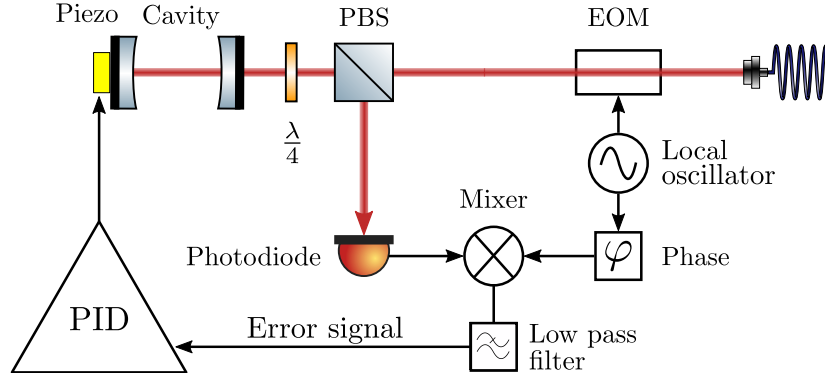 Piezo
Cavity
PBS
EOM
λ
4
Local
oscillator
Mixer
Photodiode
φ
Phase
PID
Error signal
Low pass
filter